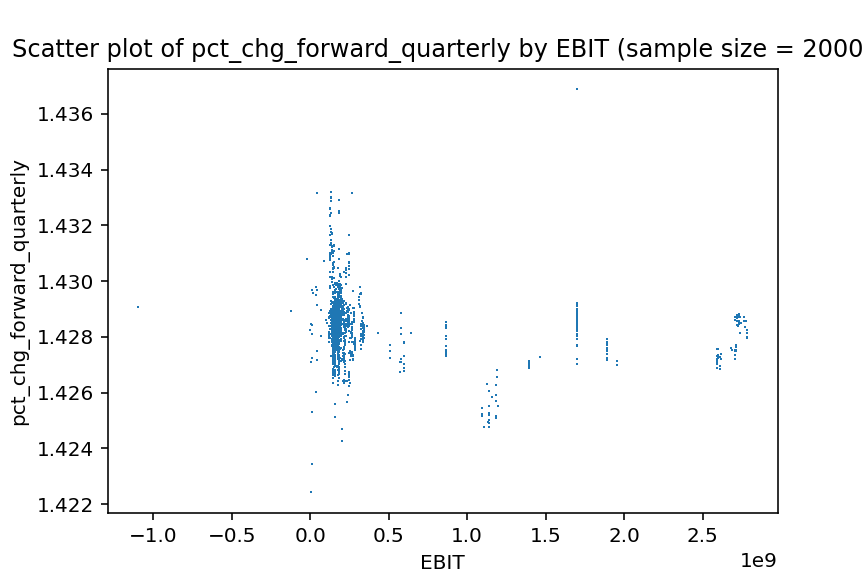 Scatter plot of pct_chg_forward_quarterly by EBIT (sample size = 2000
1.436
1.434
1.432
1.430
1.428
1.426
1.424
1.422
pct_chg_forward_quarterly
−1.0 −0.5 0.0 0.5 1.0 1.5 2.0 2.5
1e9
EBIT